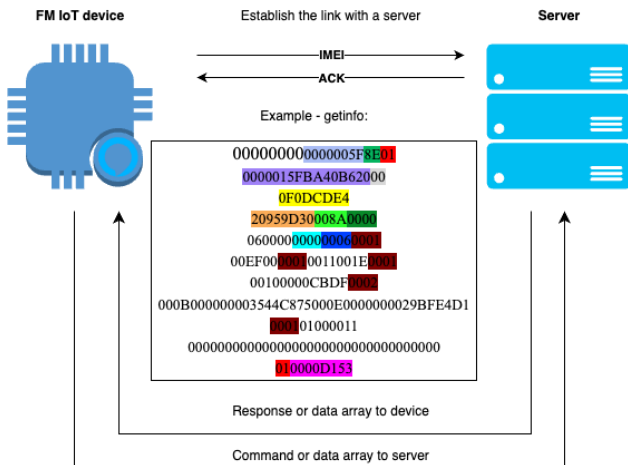 FM IoT device
Establish the link with a server
Server
IMEI
ACK
Example - getinfo:
000000000000005F8E01
0000015FBA40B62000
0F0DCDE4
20959D30008A0000
060000000000060001
00EF0000010011001E0001
00100000CBDF0002
000B000000003544C875000E0000000029BFE4D1
000101000011
00000000000000000000000000000000
010000D153
Response or data array to device
Command or data array to server